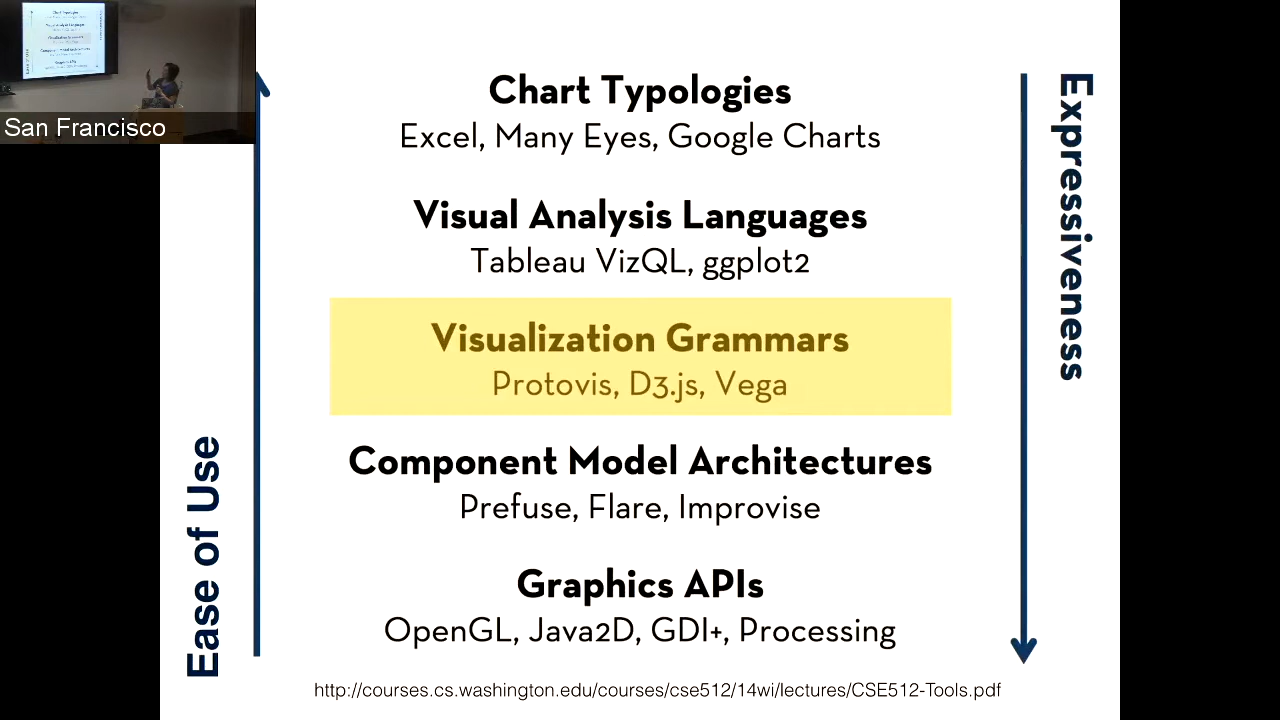 San Francisco
Chart Typologies
Excel, Many Eyes, Google Charts
Visual Analysis Languages
Tableau VizQL, ggplot2
Visualization Grammars
Protovis, D3.js, Vega
Component Model Architectures
Prefuse, Flare, Improvise
Graphics APIs
OpenGL, Java2D, GDI+, Processing
Ease of Use
Expressiveness
http://courses.cs.washington.edu/courses/cse512/14wi/lectures/CSE512-Tools.pdf